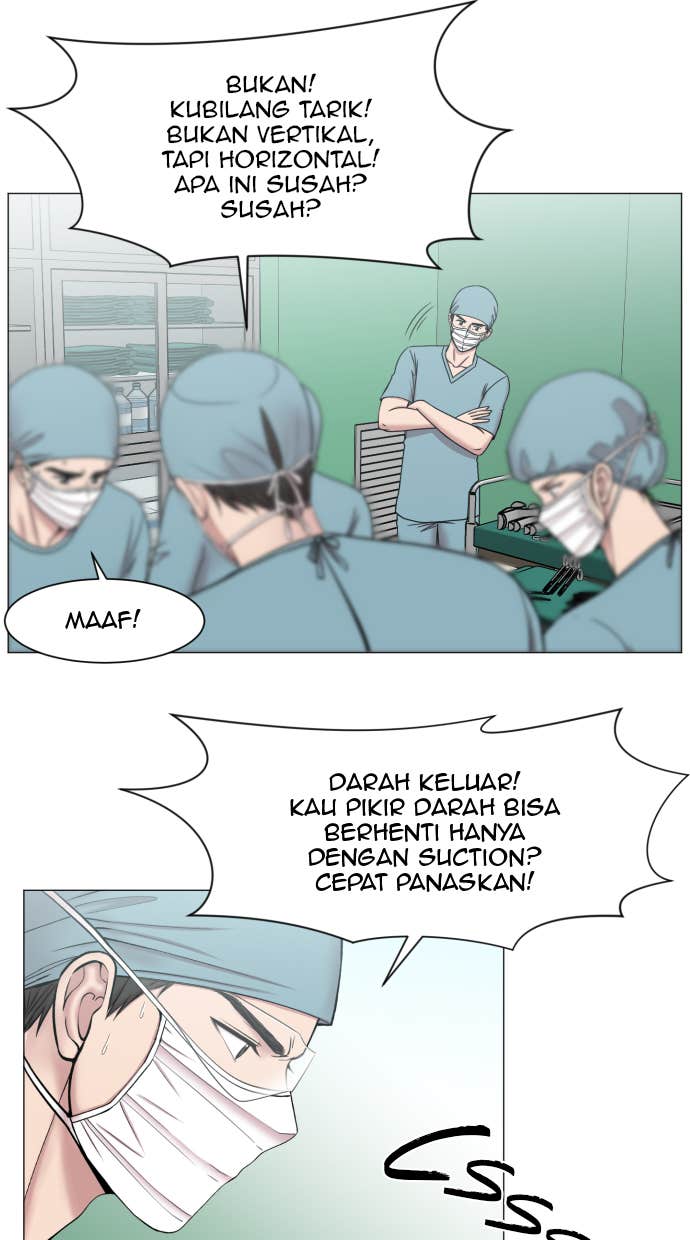 BUKAN!
KUBILANG TARIK!
BUKAN VERTIKAL,
TAPI HORIZONTAL!
APA INI SUSAH?
SUSAH?
MAAF!
DARAH KELUAR!
KAU PIKIR DARAH BISA
BERHENTI HANYA
DENGAN SUCTION?
CEPAT PANASKAN!